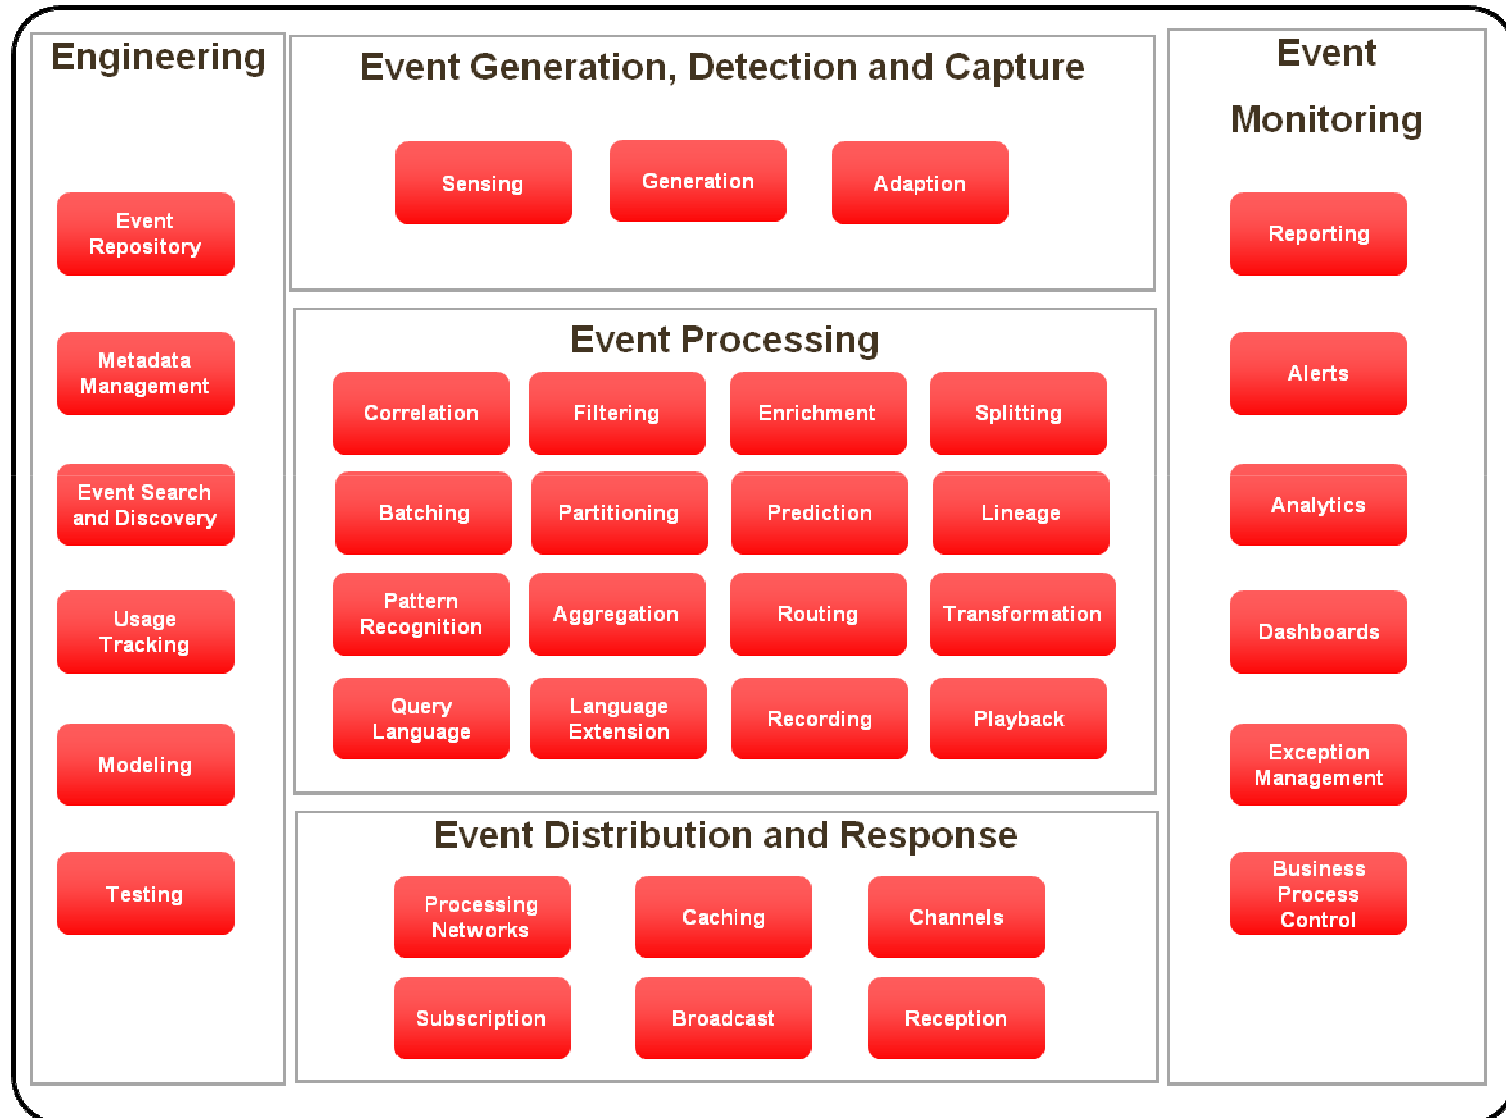 Engineering
Event
Repository
Metadata
Management
Event Search
and Discovery
Usage
Tracking
Modeling
Testing
Event Generation, Detection and Capture
Sensing
Generation
Adaption
Event Processing
Correlation
Filtering
Enrichment
Splitting
Batching
Partitioning
Prediction
Lineage
Pattern
Recognition
Aggregation
Routing
Transformation
Query
Language
Language
Extension
Recording
Playback
Event Distribution and Response
Processing
Networks
Caching
Channels
Subscription
Broadcast
Reception
Event
Monitoring
Reporting
Alerts
Analytics
Dashboards
Exception
Management
Business
Process
Control